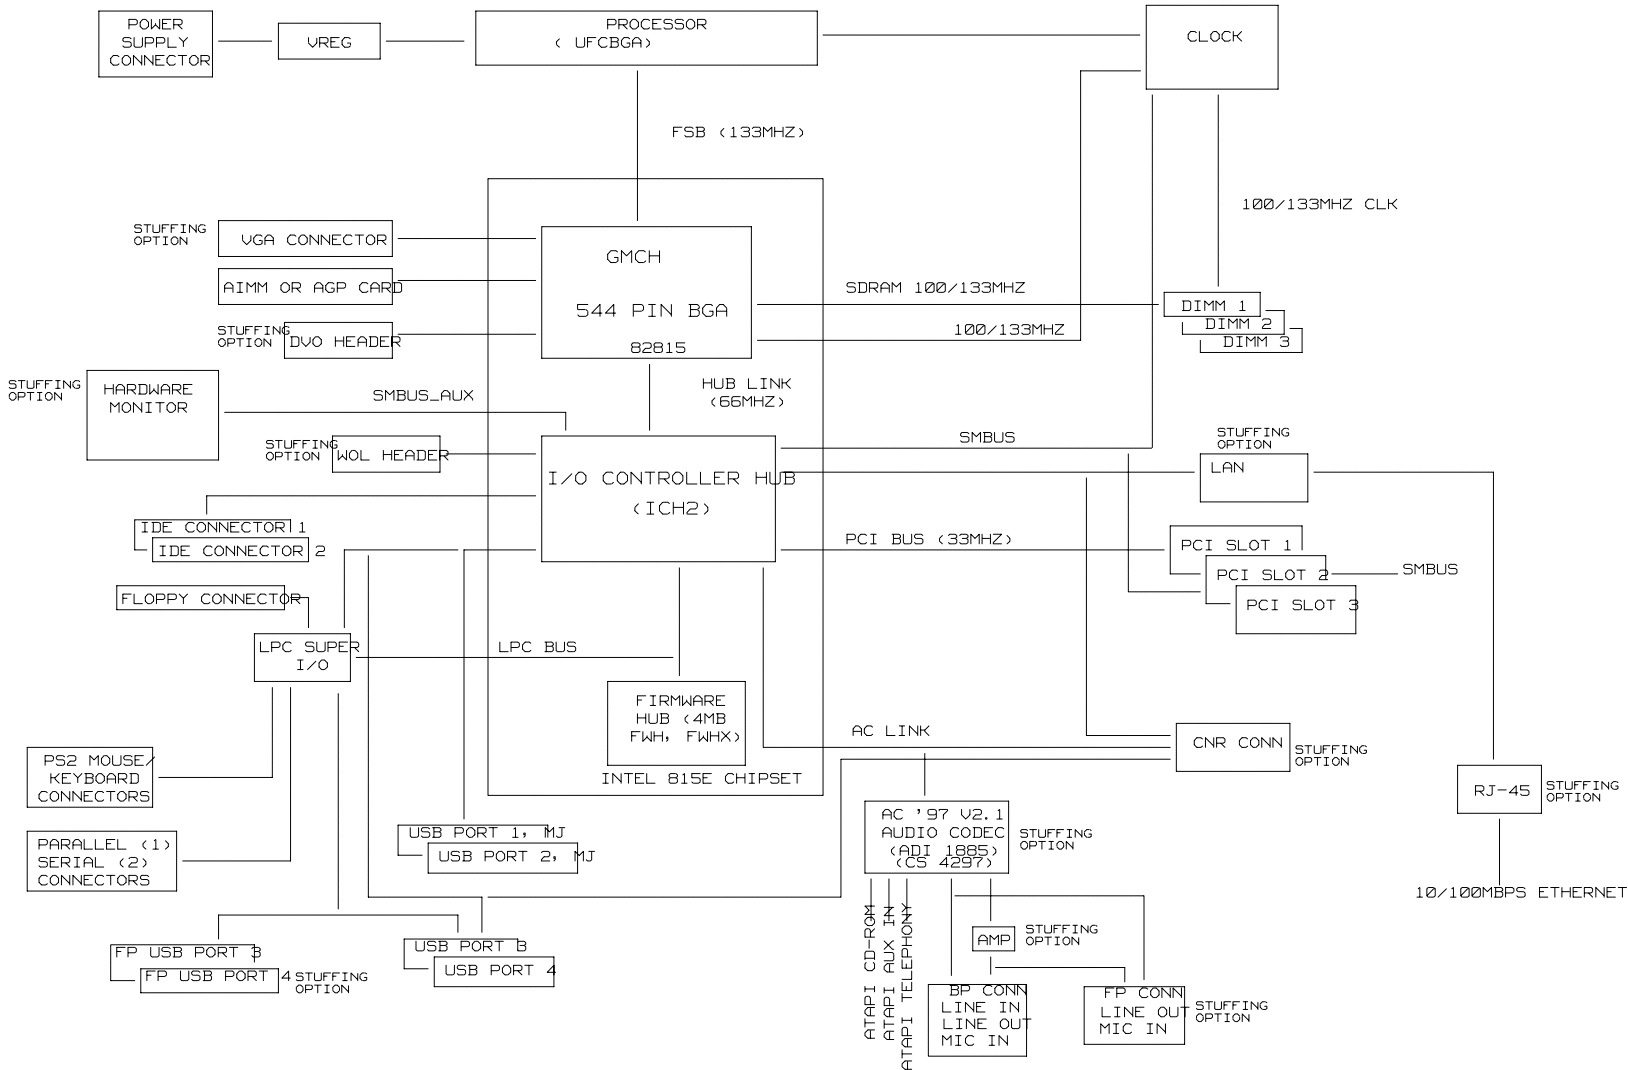 POWER
SUPPLY
CONNECTOR
VREG
PROCESSOR
( UFCBGA)
CLOCK
FSB (133MHZ)
100/133MHZ CLK
STUFFING
OPTION
VGA CONNECTOR
GMCH
544 PIN BGA
82815
AIMM OR AGP CARD
SDRAM 100/133MHZ
DIMM 1
DIMM 2
DIMM 3
STUFFING
OPTION
DVO HEADER
100/133MHZ
STUFFING
OPTION
HARDWARE
MONITOR
SMBUS_AUX
HUB LINK
(66MHZ)
STUFFING
OPTION
WOL HEADER
SMBUS
STUFFING
OPTION
LAN
I/O CONTROLLER HUB
(ICH2)
IDE CONNECTOR 1
IDE CONNECTOR 2
PCI BUS (33MHZ)
PCI SLOT 1
PCI SLOT 2
PCI SLOT 3
SMBUS
FLOPPY CONNECTOR
LPC SUPER
I/O
LPC BUS
FIRMWARE
HUB (4MB
FWH, FWHX)
INTEL 815E CHIPSET
AC LINK
CNR CONN
STUFFING
OPTION
PS2 MOUSE/
KEYBOARD
CONNECTORS
RJ-45
STUFFING
OPTION
PARALLEL (1)
SERIAL (2)
CONNECTORS
USB PORT 1, MJ
USB PORT 2, MJ
AC '97 V2.1
AUDIO CODEC
(ADI 1885)
(CS 4297)
STUFFING
OPTION
10/100MBPS ETHERNET
FP USB PORT 3
FP USB PORT 4
STUFFING
OPTION
USB PORT 3
USB PORT 4
ATAPI CD-ROM
ATAPI AUX IN
ATAPI TELEPHONY
AMP
STUFFING
OPTION
BP CONN
LINE IN
LINE OUT
MIC IN
FP CONN
LINE OUT
MIC IN
STUFFING
OPTION